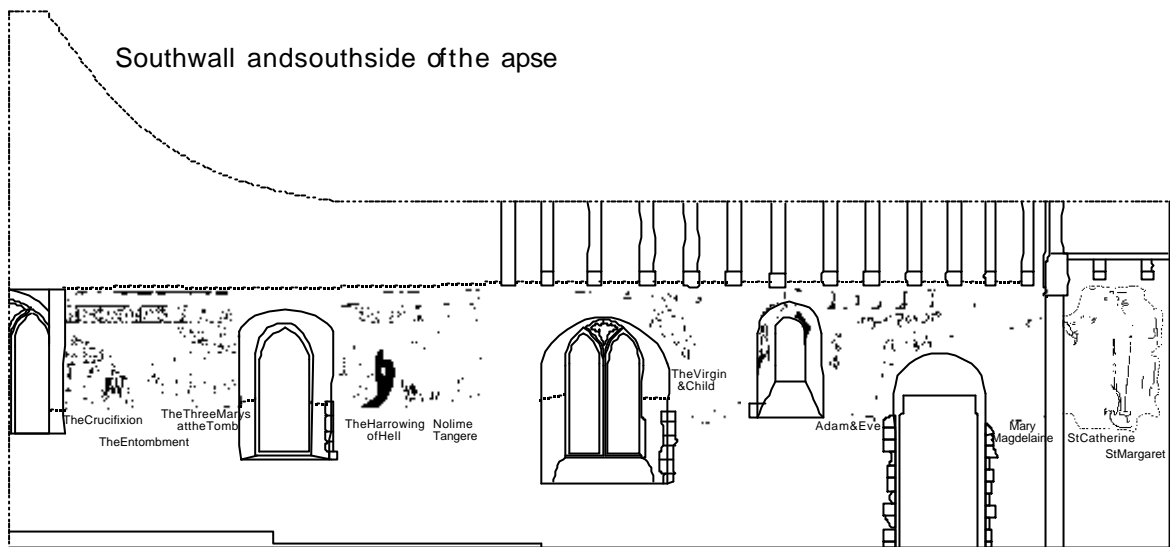 Southwall andsouthside ofthe apse
TheCrucifixion
TheEntombment
TheThreeMarys
attheTomb
TheHarrowing
ofHell
Nolime
Tangere
TheVirgin
&Child
Adam&Eve
Mary
Magdelaine
StCatherine
StMargaret